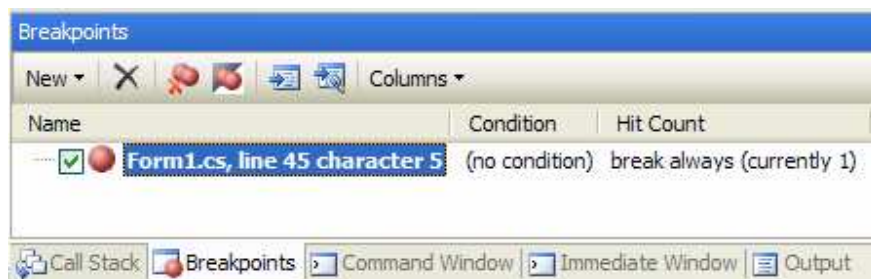 Breakpoints
New Columns
Name Condition Hit Count
Form1.cs, line 45 character 5 (no condition) break always (currently 1)
Call Stack Breakpoints Command Window Immediate Window Output